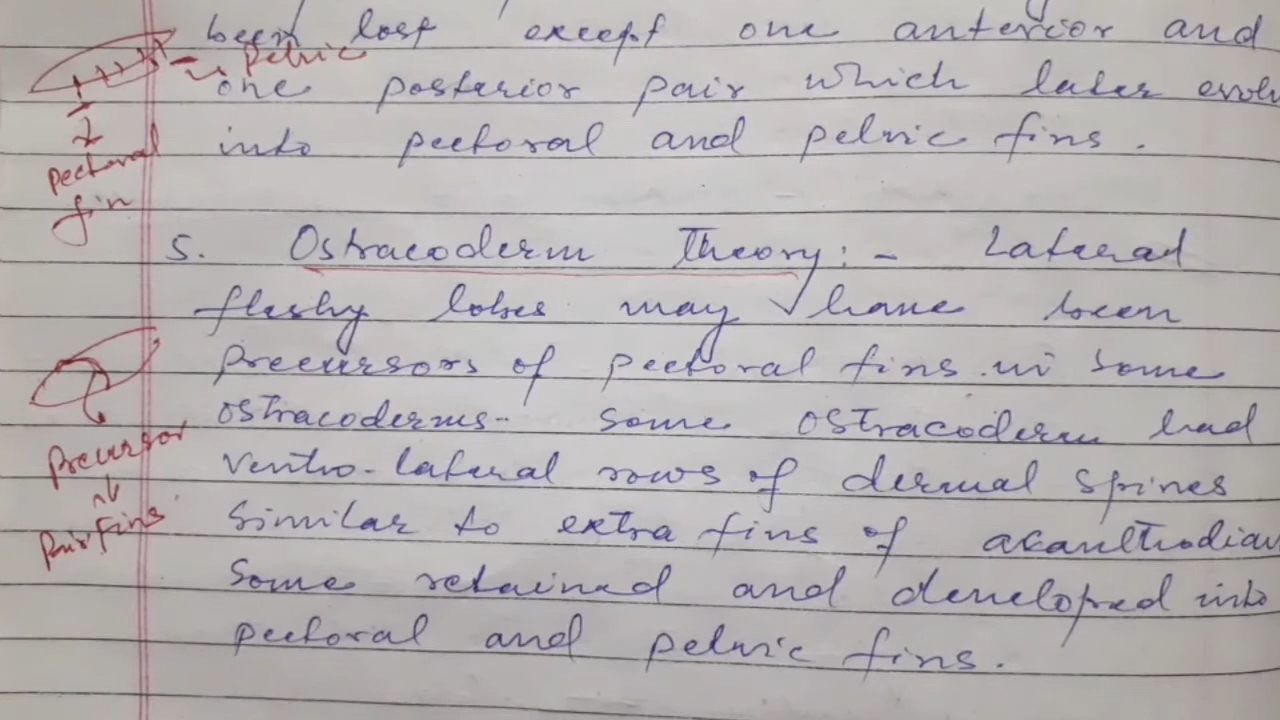 been lost except one anterior and
- Pelvic
one posterior pair which later evolv
into pectoral and pelvic fins.
Pectoral
fin
5. Ostracoderm Theory: - Lateral
fleshy lobes may have been
precursors of pectoral fins in some
ostracoderms- Some Ostracoderm had
Ventro-lateral rows of dermal spines
Precursor
Similar to extra fins of acanthodian
Pair Fins
Some retained and developed into
pectoral and pelvic fins.